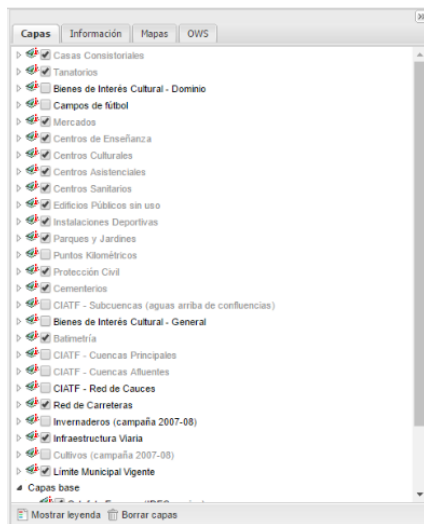 Capas Información Mapas OWS
Casas Consistoriales
Tanatorios
Bienes de Interés Cultural - Dominio
Campos de fútbol
Mercados
Centros de Enseñanza
Centros Culturales
Centros Asistenciales
Centros Sanitarios
Edificios Públicos sin uso
Instalaciones Deportivas
Parques y Jardines
Puntos Kilométricos
Protección Civil
Cementerios
CIATF - Subcuencas (aguas arriba de confluencias)
Bienes de Interés Cultural - General
Batimetría
CIATF - Cuencas Principales
CIATF - Cuencas Afluentes
CIATF - Red de Cauces
Red de Carreteras
Invernaderos (campaña 2007-08)
Infraestructura Viaria
Cultivos (campaña 2007-08)
Límite Municipal Vigente
Capas base
Mostrar leyenda Borrar capas